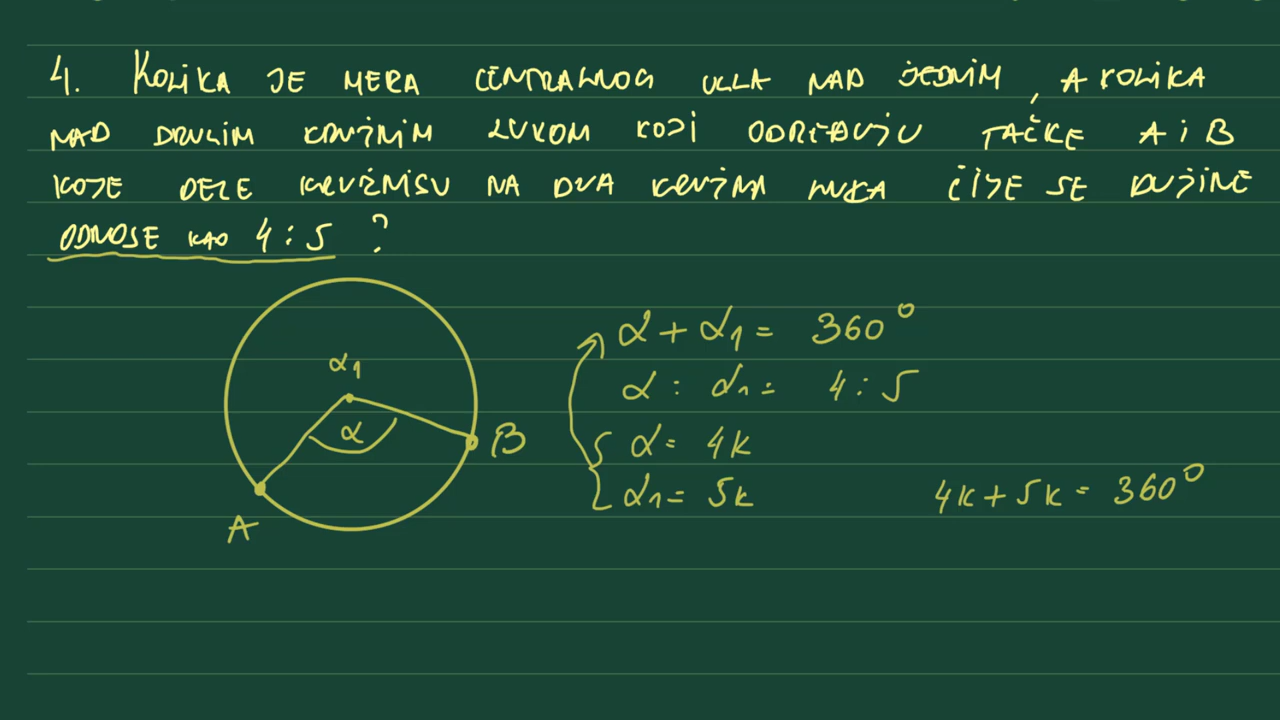 4. KOLIKA JE MERA CENTRALNOG UGLA NAD JEDNIM, A KOLIKA
NAD DRUGIM KRUŽNIM LUKOM KOJI ODREĐUJU TAČKE A I B
KOJE DELE KRUŽNICU NA DVA KRUŽNA LUKA ČIJE SE DUŽINE
ODNOSE KAO 4 : 5 ?
α + α1 = 360°
α1
α : α1 = 4 : 5
α
B
α = 4k
α1 = 5k
4k + 5k = 360°
A